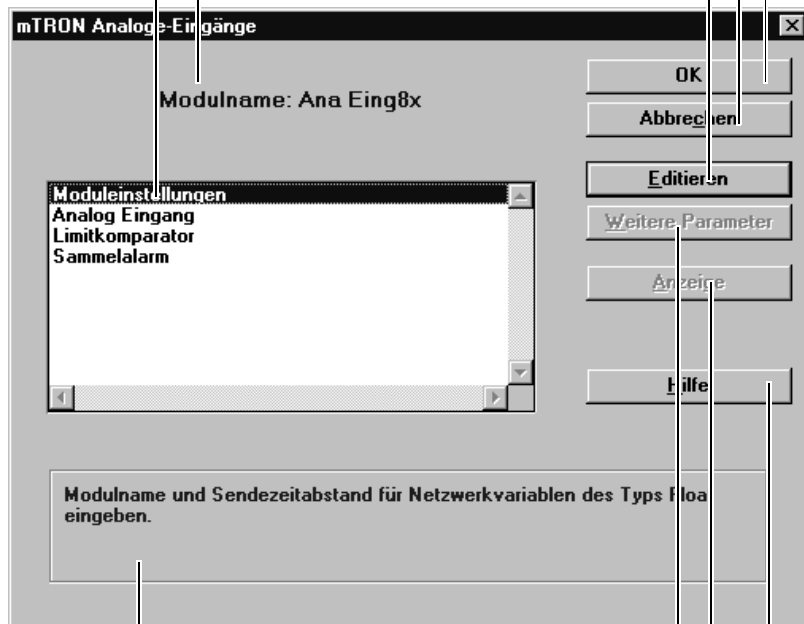 mTRON Analoge-Eingänge
Modulname: Ana Eing8x
OK
Abbrechen
Moduleinstellungen
Analog Eingang
Limitkomparator
Sammelalarm
Editieren
Weitere Parameter
Anzeige
Hilfe
Modulname und Sendezeitabstand für Netzwerkvariablen des Typs Float
eingeben.